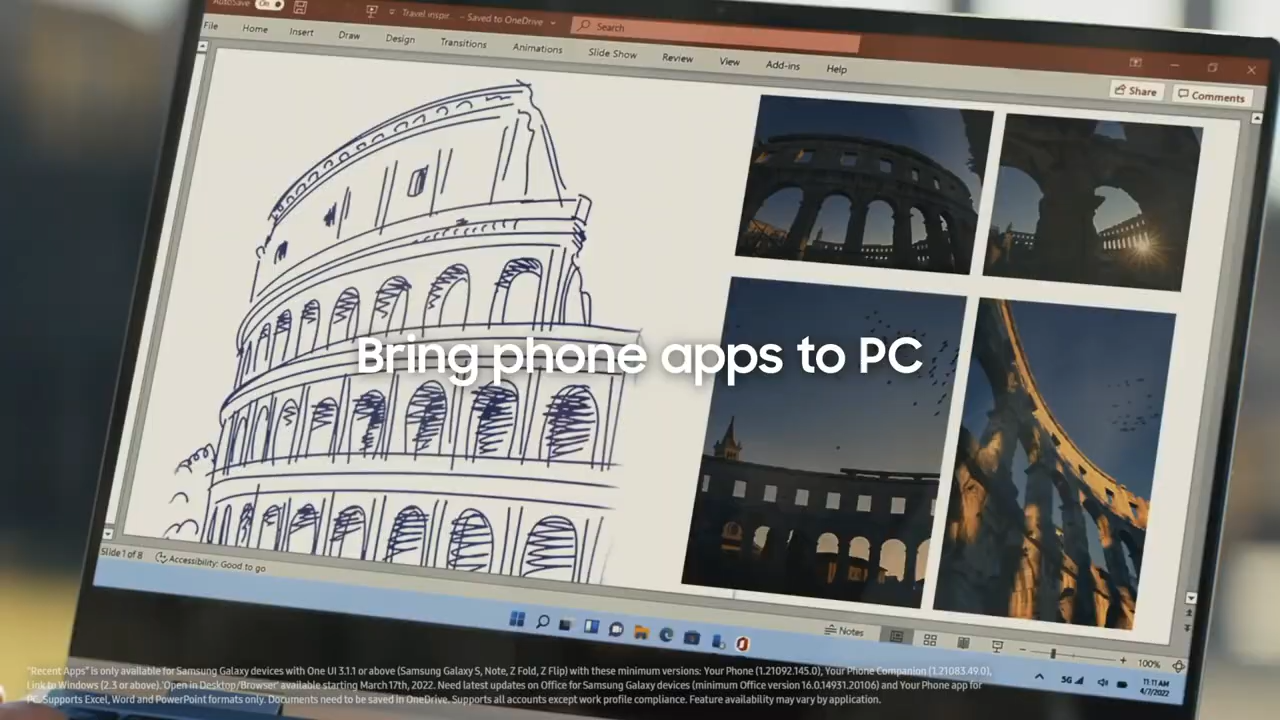 AutoSave On Travel inspir... – Saved to OneDrive Search
File Home Insert Draw Design Transitions Animations Slide Show Review View Add-ins Help
Share Comments
Bring phone apps to PC
Slide 1 of 8 Accessibility: Good to go
Notes 100%
5G 11:11 AM
4/7/2022
"Recent Apps" is only available for Samsung Galaxy devices with One UI 3.1.1 or above (Samsung Galaxy S, Note, Z Fold, Z Flip) with these minimum versions: Your Phone (1.21092.145.0), Your Phone Companion (1.21083.49.0),
Link to Windows (2.3 or above). 'Open in Desktop/Browser' available starting March 17th, 2022. Need latest updates on Office for Samsung Galaxy devices (minimum Office version 16.0.14931.20106) and Your Phone app for
PC. Supports Excel, Word and PowerPoint formats only. Documents need to be saved in OneDrive. Supports all accounts except work profile compliance. Feature availability may vary by application.